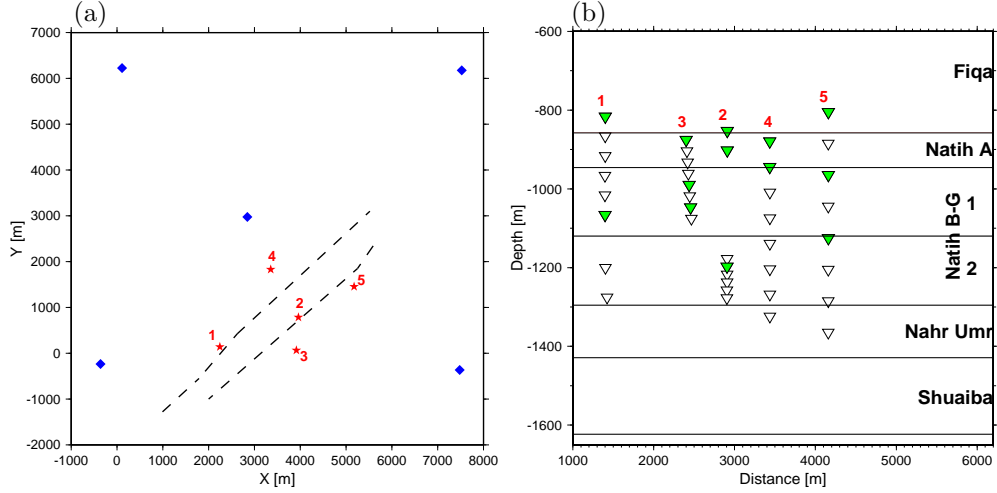 (a)
7000
6000
5000
4000
3000
2000
1000
0
-1000
-2000
Y [m]
-1000 0 1000 2000 3000 4000 5000 6000 7000 8000
X [m]
4
5
2
1
3
(b)
-600
-800
-1000
-1200
-1400
-1600
Depth [m]
1000 2000 3000 4000 5000 6000
Distance [m]
1
3
2
4
5
Fiqa
Natih A
Natih B-G
1
2
Nahr Umr
Shuaiba